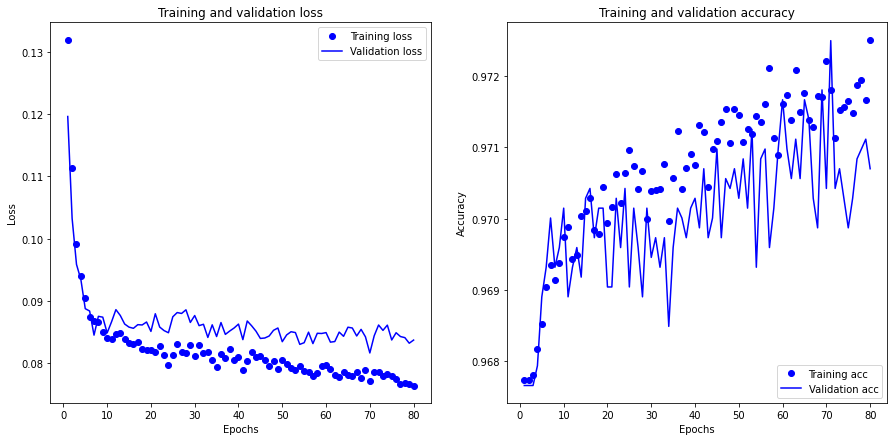 Training and validation loss
Training loss
Validation loss
0.13
0.12
0.11
0.10
0.09
0.08
Loss
0 10 20 30 40 50 60 70 80
Epochs
Training and validation accuracy
0.972
0.971
0.970
0.969
0.968
Accuracy
Training acc
Validation acc
0 10 20 30 40 50 60 70 80
Epochs